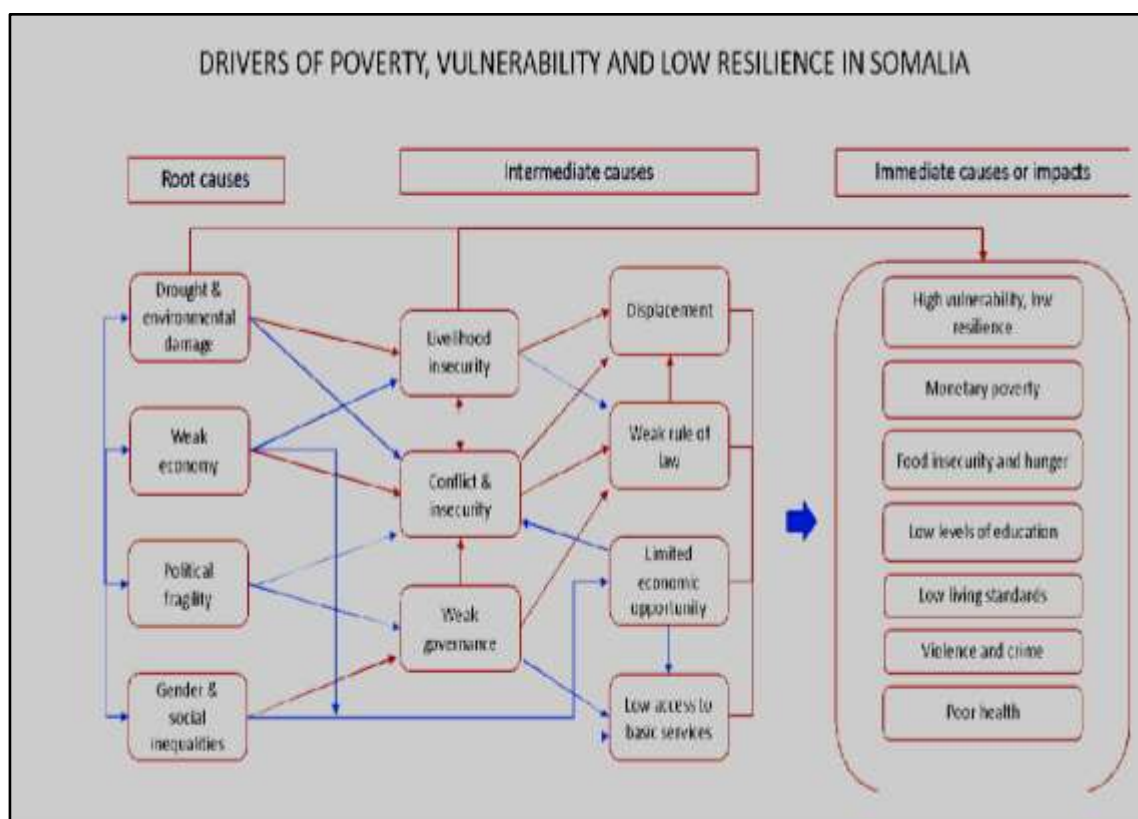 DRIVERS OF POVERTY, VULNERABILITY AND LOW RESILIENCE IN SOMALIA
Root causes
Intermediate causes
Immediate causes or impacts
Drought &
environmental
damage
Weak
economy
Political
fragility
Gender &
social
inequalities
Livelihood
insecurity
Conflict &
insecurity
Weak
governance
Displacement
Weak rule of
law
Limited
economic
opportunity
Low access to
basic services
High vulnerability, low
resilience
Monetary poverty
Food insecurity and hunger
Low levels of education
Low living standards
Violence and crime
Poor health